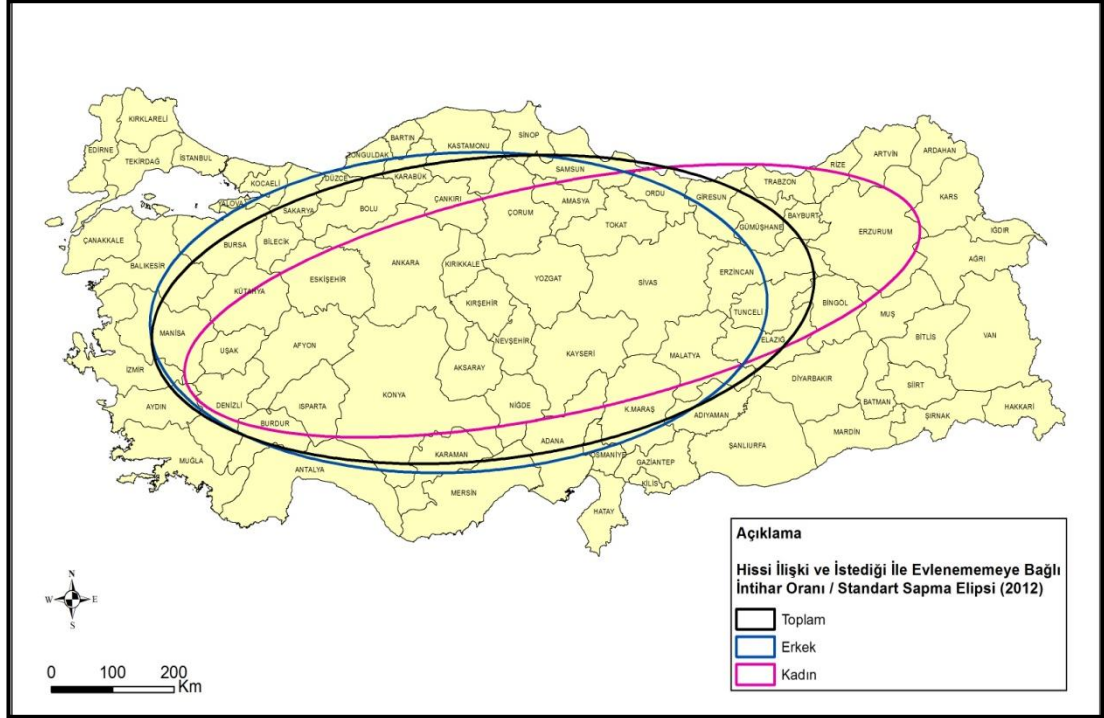 KIRKLARELİ
EDİRNE
TEKİRDAĞ
İSTANBUL
KOCAELİ
YALOVA
SAKARYA
DÜZCE
ZONGULDAK
BARTIN
KARABÜK
KASTAMONU
SİNOP
SAMSUN
ORDU
GİRESUN
TRABZON
RİZE
ARTVİN
ARDAHAN
KARS
IĞDIR
AĞRI
ERZURUM
BAYBURT
GÜMÜŞHANE
TOKAT
AMASYA
ÇORUM
ÇANKIRI
BOLU
BİLECİK
BURSA
ÇANAKKALE
BALIKESİR
KÜTAHYA
ESKİŞEHİR
ANKARA
KIRIKKALE
YOZGAT
SİVAS
ERZİNCAN
TUNCELİ
BİNGÖL
MUŞ
BİTLİS
VAN
HAKKARİ
ŞIRNAK
SİİRT
BATMAN
MARDİN
DİYARBAKIR
ELAZIĞ
MALATYA
KAYSERİ
KIRŞEHİR
NEVŞEHİR
AKSARAY
NİĞDE
KONYA
AFYON
UŞAK
MANİSA
İZMİR
AYDIN
DENİZLİ
BURDUR
ISPARTA
MUĞLA
ANTALYA
KARAMAN
MERSİN
ADANA
OSMANİYE
K.MARAŞ
ADIYAMAN
GAZİANTEP
KİLİS
HATAY
ŞANLIURFA
N
W
E
S
0 100 200
Km
Açıklama
Hissi İlişki ve İstediği İle Evlenememeye Bağlı
İntihar Oranı / Standart Sapma Elipsi (2012)
Toplam
Erkek
Kadın